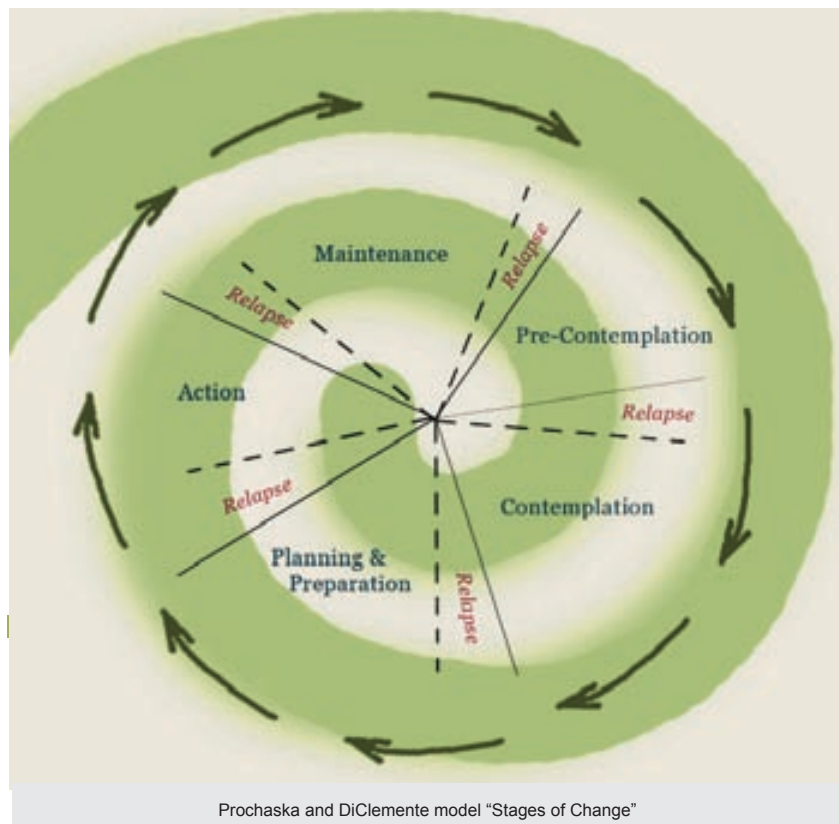 Maintenance
Relapse
Pre-Contemplation
Relapse
Contemplation
Relapse
Planning &
Preparation
Relapse
Action
Relapse
Prochaska and DiClemente model “Stages of Change”